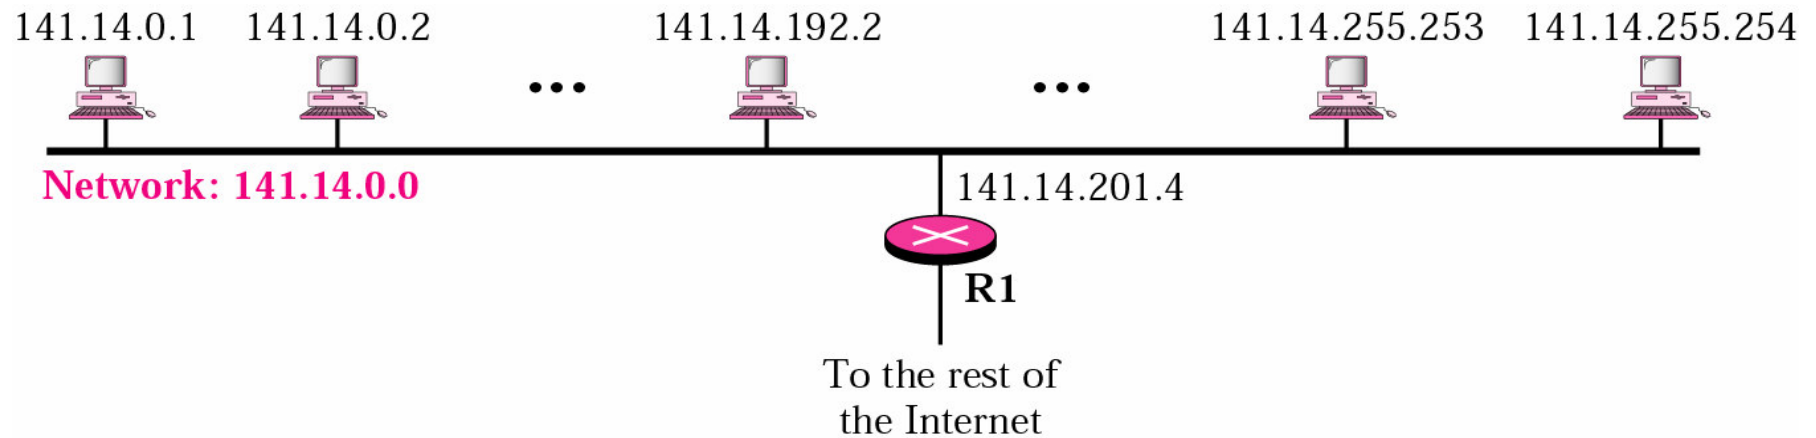 141.14.0.1 141.14.0.2 141.14.192.2 141.14.255.253 141.14.255.254
Network: 141.14.0.0
141.14.201.4
R1
To the rest of
the Internet